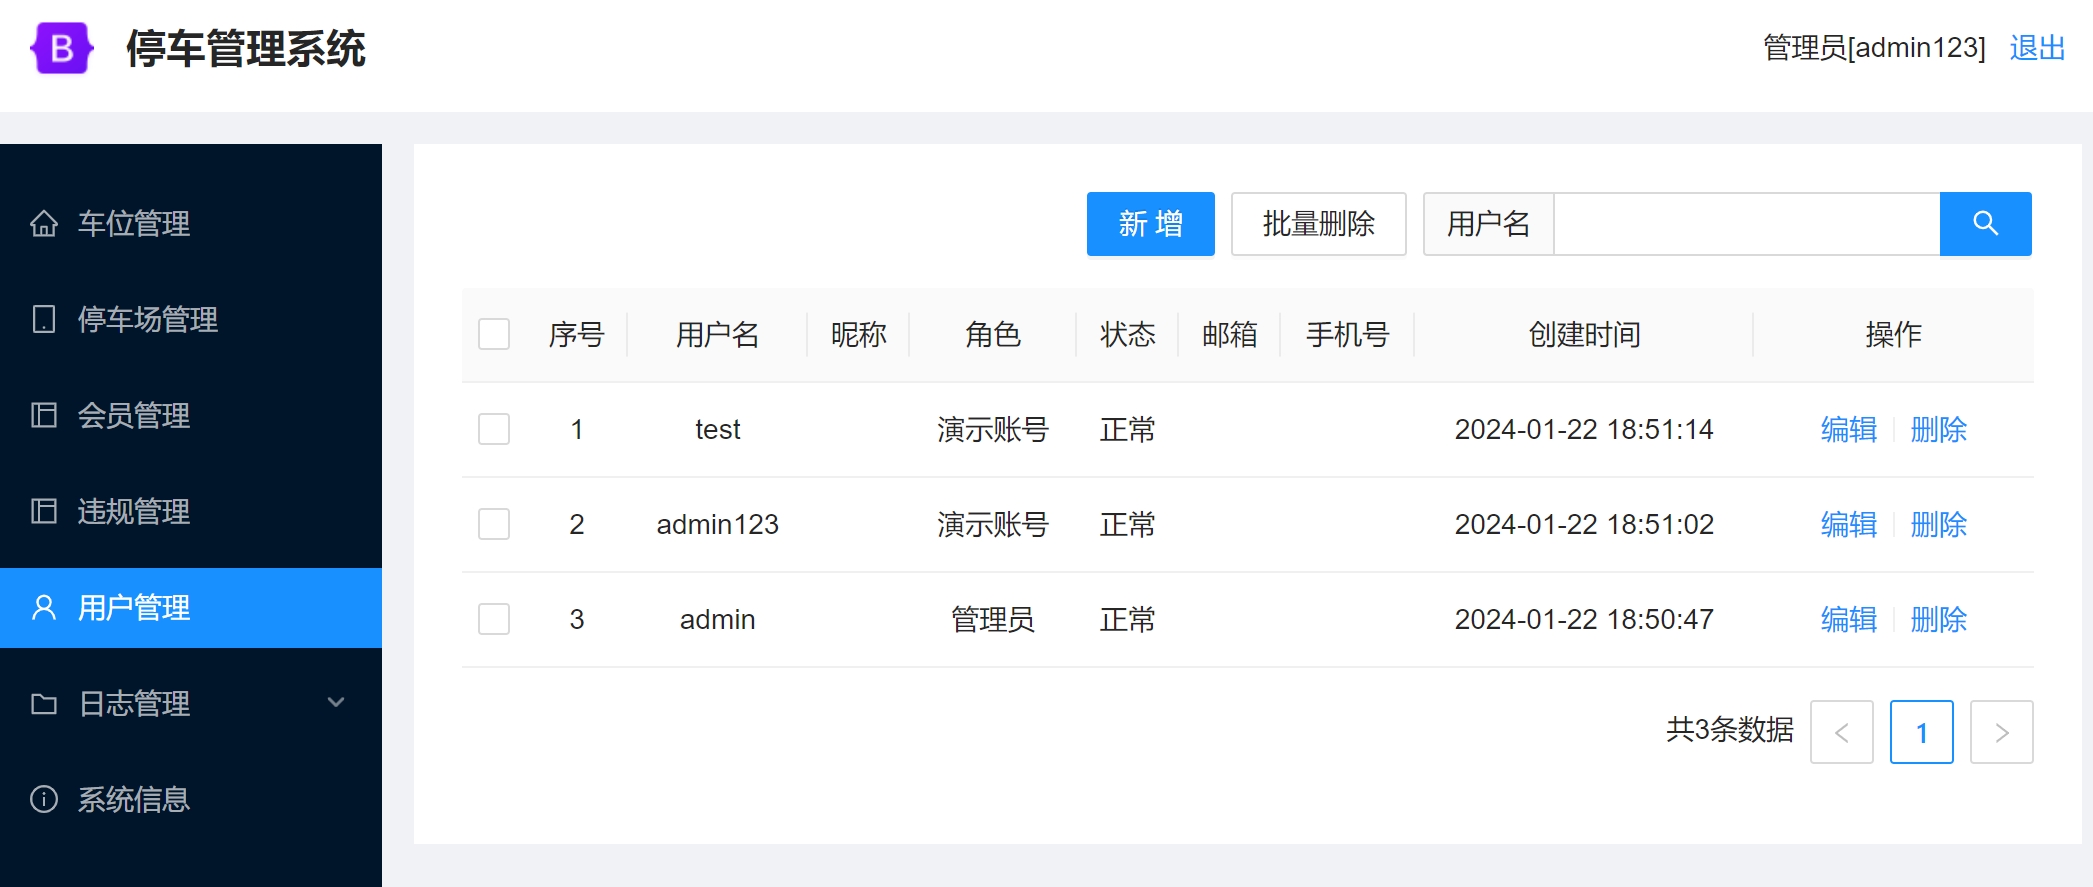 B 停车管理系统 管理员[admin123] 退出
车位管理
停车场管理
会员管理
违规管理
用户管理
日志管理
系统信息
新 增 批量删除 用户名
序号 用户名 昵称 角色 状态 邮箱 手机号 创建时间 操作
1 test 演示账号 正常 2024-01-22 18:51:14 编辑 删除
2 admin123 演示账号 正常 2024-01-22 18:51:02 编辑 删除
3 admin 管理员 正常 2024-01-22 18:50:47 编辑 删除
共3条数据 < 1 >